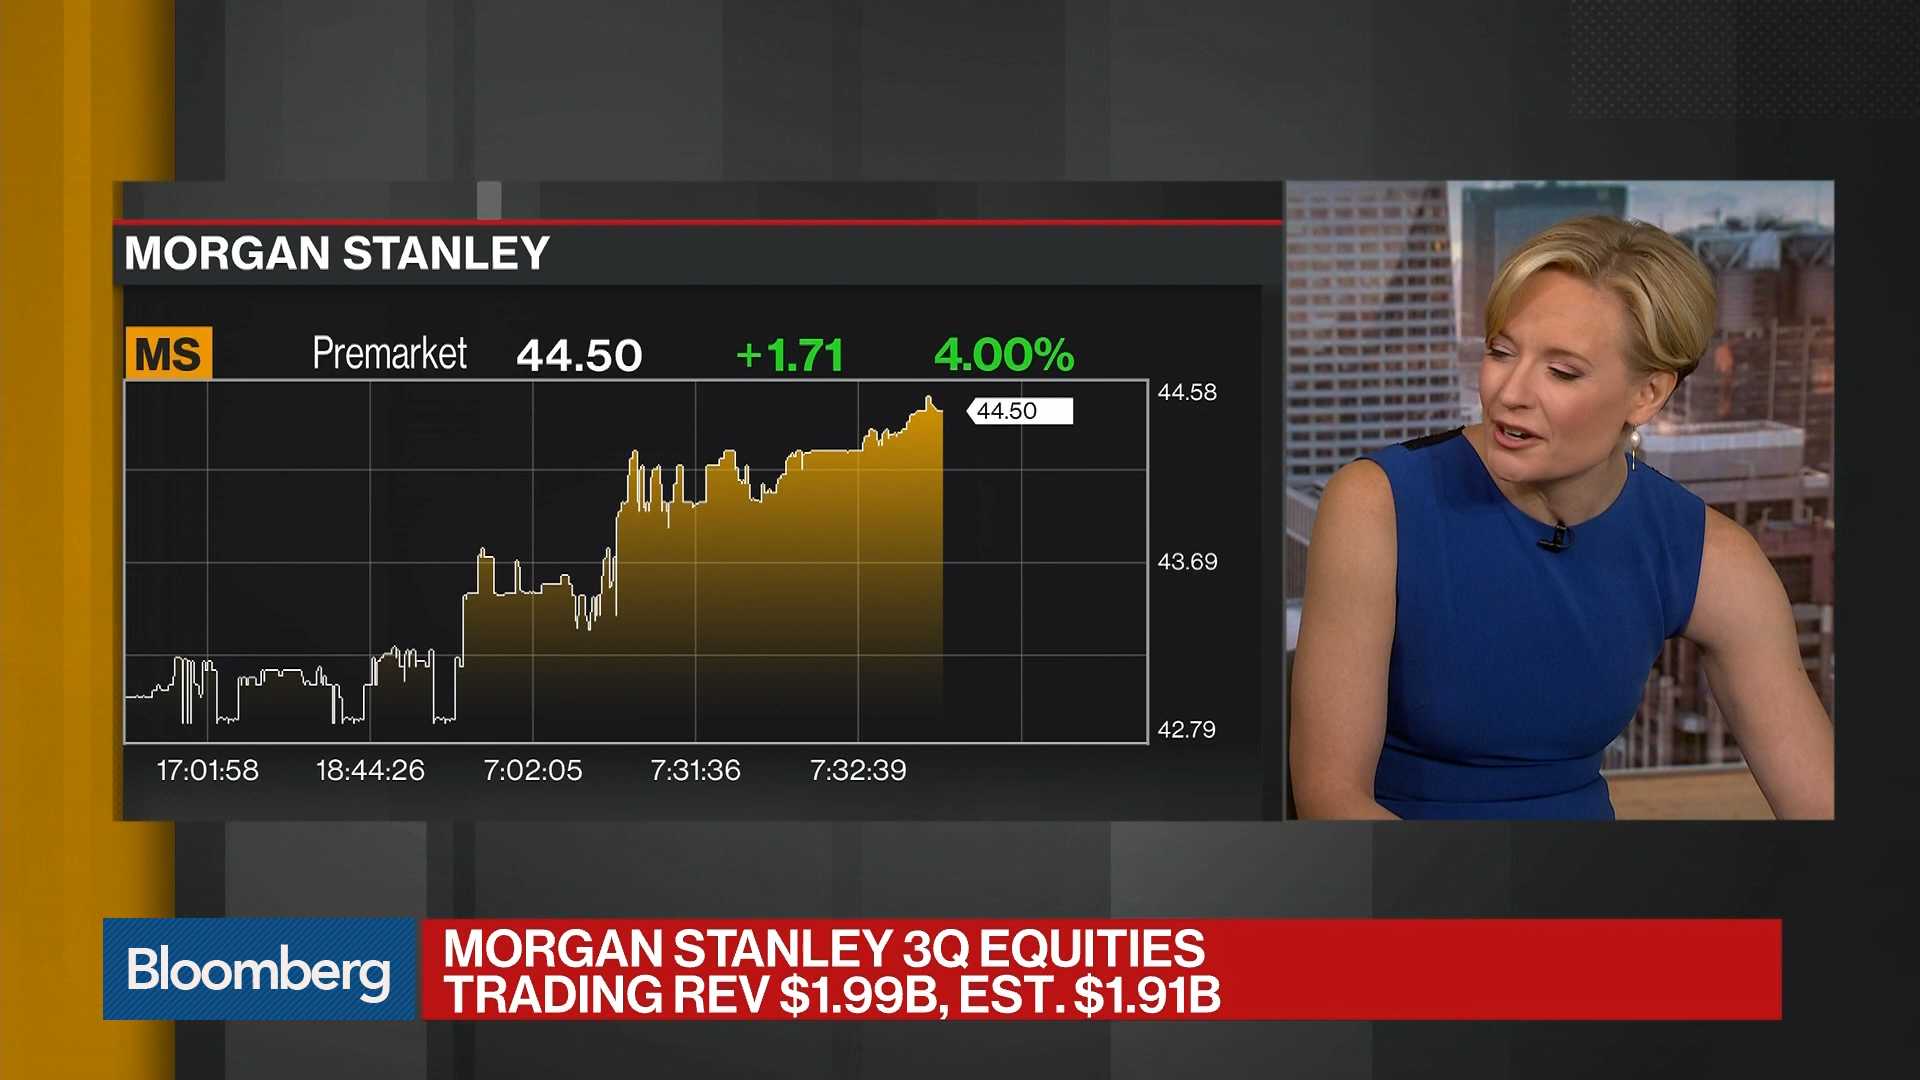 MORGAN STANLEY
MS Premarket 44.50 +1.71 4.00%
44.58
44.50
43.69
42.79
17:01:58 18:44:26 7:02:05 7:31:36 7:32:39
Bloomberg
MORGAN STANLEY 3Q EQUITIES
TRADING REV $1.99B, EST. $1.91B